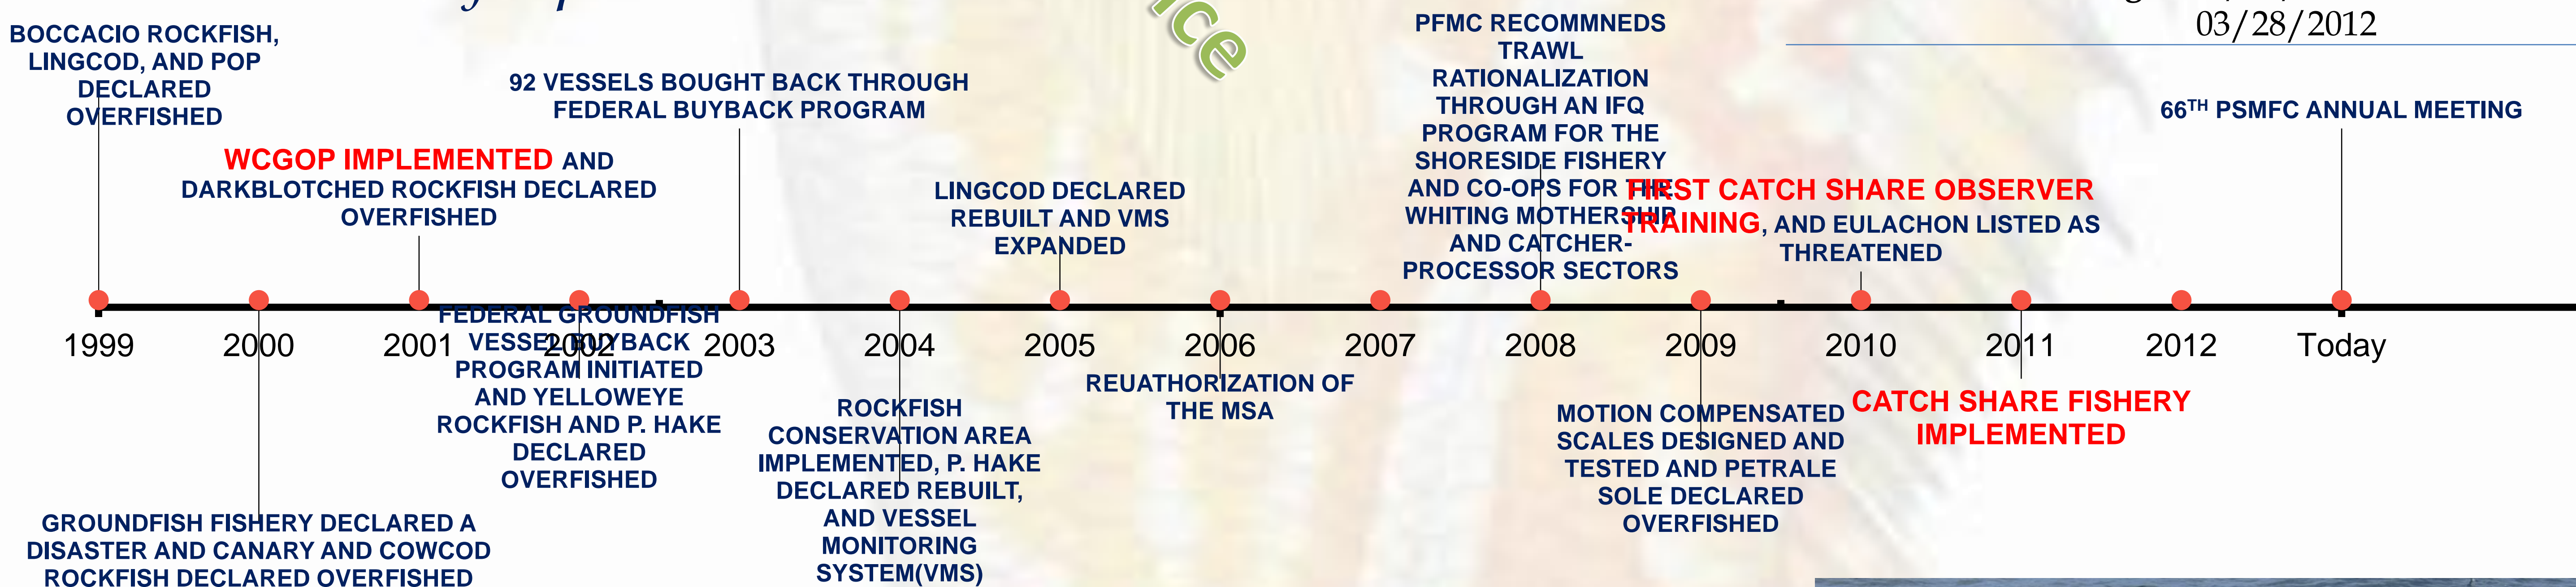 ce
03/28/2012
BOCCACIO ROCKFISH,
LINGCOD, AND POP
DECLARED
OVERFISHED
WCGOP IMPLEMENTED AND
DARKBLOTCHED ROCKFISH DECLARED
OVERFISHED
92 VESSELS BOUGHT BACK THROUGH
FEDERAL BUYBACK PROGRAM
LINGCOD DECLARED
REBUILT AND VMS
EXPANDED
PFMC RECOMMNEDS
TRAWL
RATIONALIZATION
THROUGH AN IFQ
PROGRAM FOR THE
SHORESIDE FISHERY
AND CO-OPS FOR THE
WHITING MOTHERSHIP
AND CATCHER-
PROCESSOR SECTORS
FIRST CATCH SHARE OBSERVER
TRAINING, AND EULACHON LISTED AS
THREATENED
66TH PSMFC ANNUAL MEETING
1999 2000 2001 2002 2003 2004 2005 2006 2007 2008 2009 2010 2011 2012 Today
GROUNDFISH FISHERY DECLARED A
DISASTER AND CANARY AND COWCOD
ROCKFISH DECLARED OVERFISHED
FEDERAL GROUNDFISH
VESSEL BUYBACK
PROGRAM INITIATED
AND YELLOWEYE
ROCKFISH AND P. HAKE
DECLARED
OVERFISHED
ROCKFISH
CONSERVATION AREA
IMPLEMENTED, P. HAKE
DECLARED REBUILT,
AND VESSEL
MONITORING
SYSTEM(VMS)
REUATHORIZATION OF
THE MSA
MOTION COMPENSATED
SCALES DESIGNED AND
TESTED AND PETRALE
SOLE DECLARED
OVERFISHED
CATCH SHARE FISHERY
IMPLEMENTED